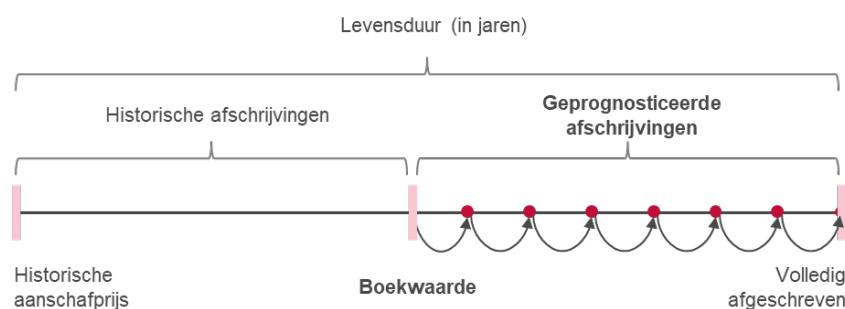 Levensduur (in jaren)
Historische afschrijvingen
Geprognosticeerde
afschrijvingen
Historische
aanschafprijs
Boekwaarde
Volledig
afgeschreven